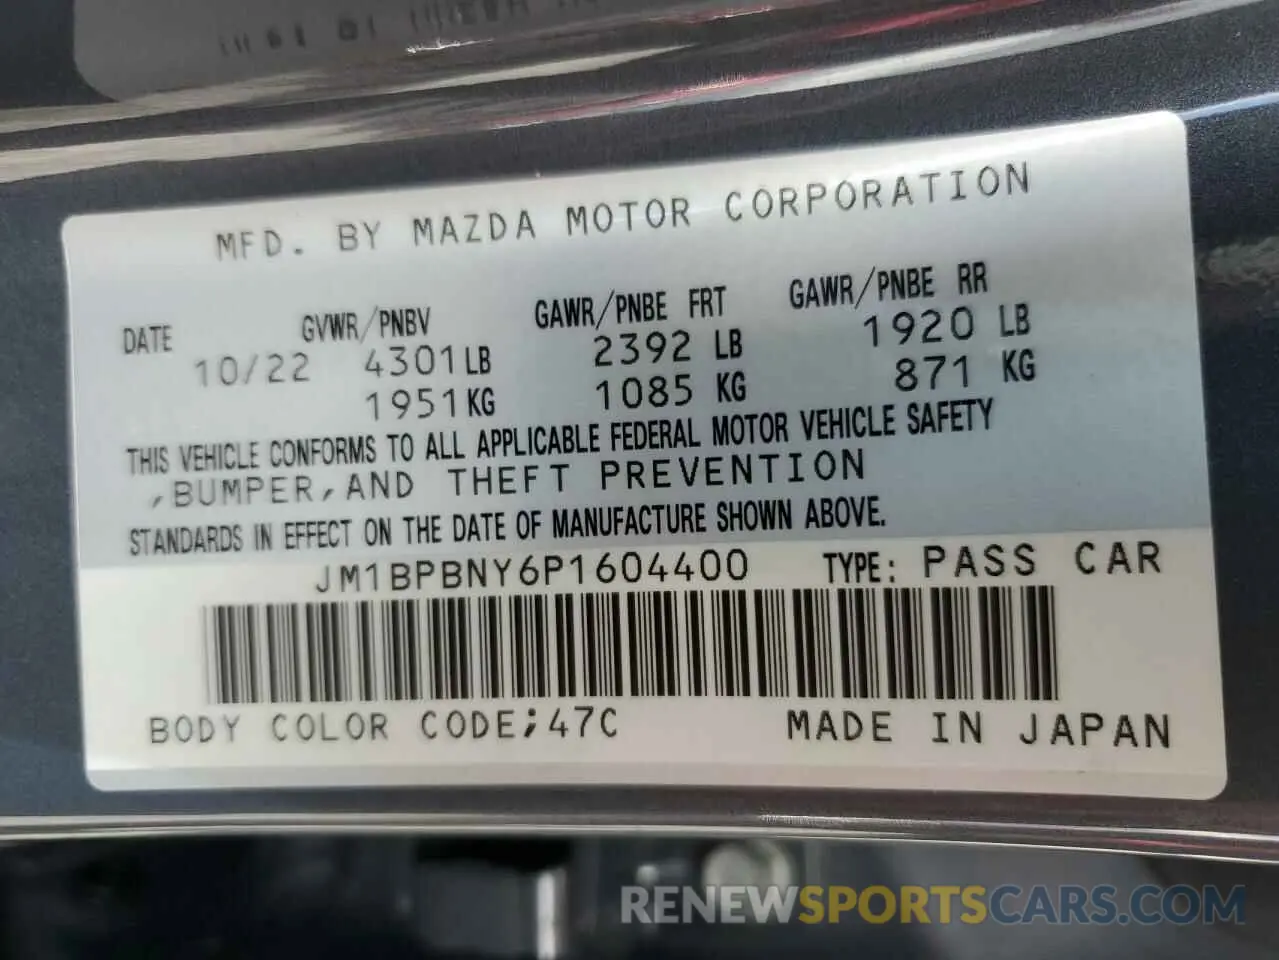 MFD. BY MAZDA MOTOR CORPORATION
DATE GVWR/PNBV GAWR/PNBE FRT GAWR/PNBE RR
10/22 4301LB 2392 LB 1920 LB
1951KG 1085 KG 871 KG
THIS VEHICLE CONFORMS TO ALL APPLICABLE FEDERAL MOTOR VEHICLE SAFETY
,BUMPER,AND THEFT PREVENTION
STANDARDS IN EFFECT ON THE DATE OF MANUFACTURE SHOWN ABOVE.
JM1BPBNY6P1604400 TYPE: PASS CAR
BODY COLOR CODE;47C MADE IN JAPAN
RENEWSPORTSCARS.COM